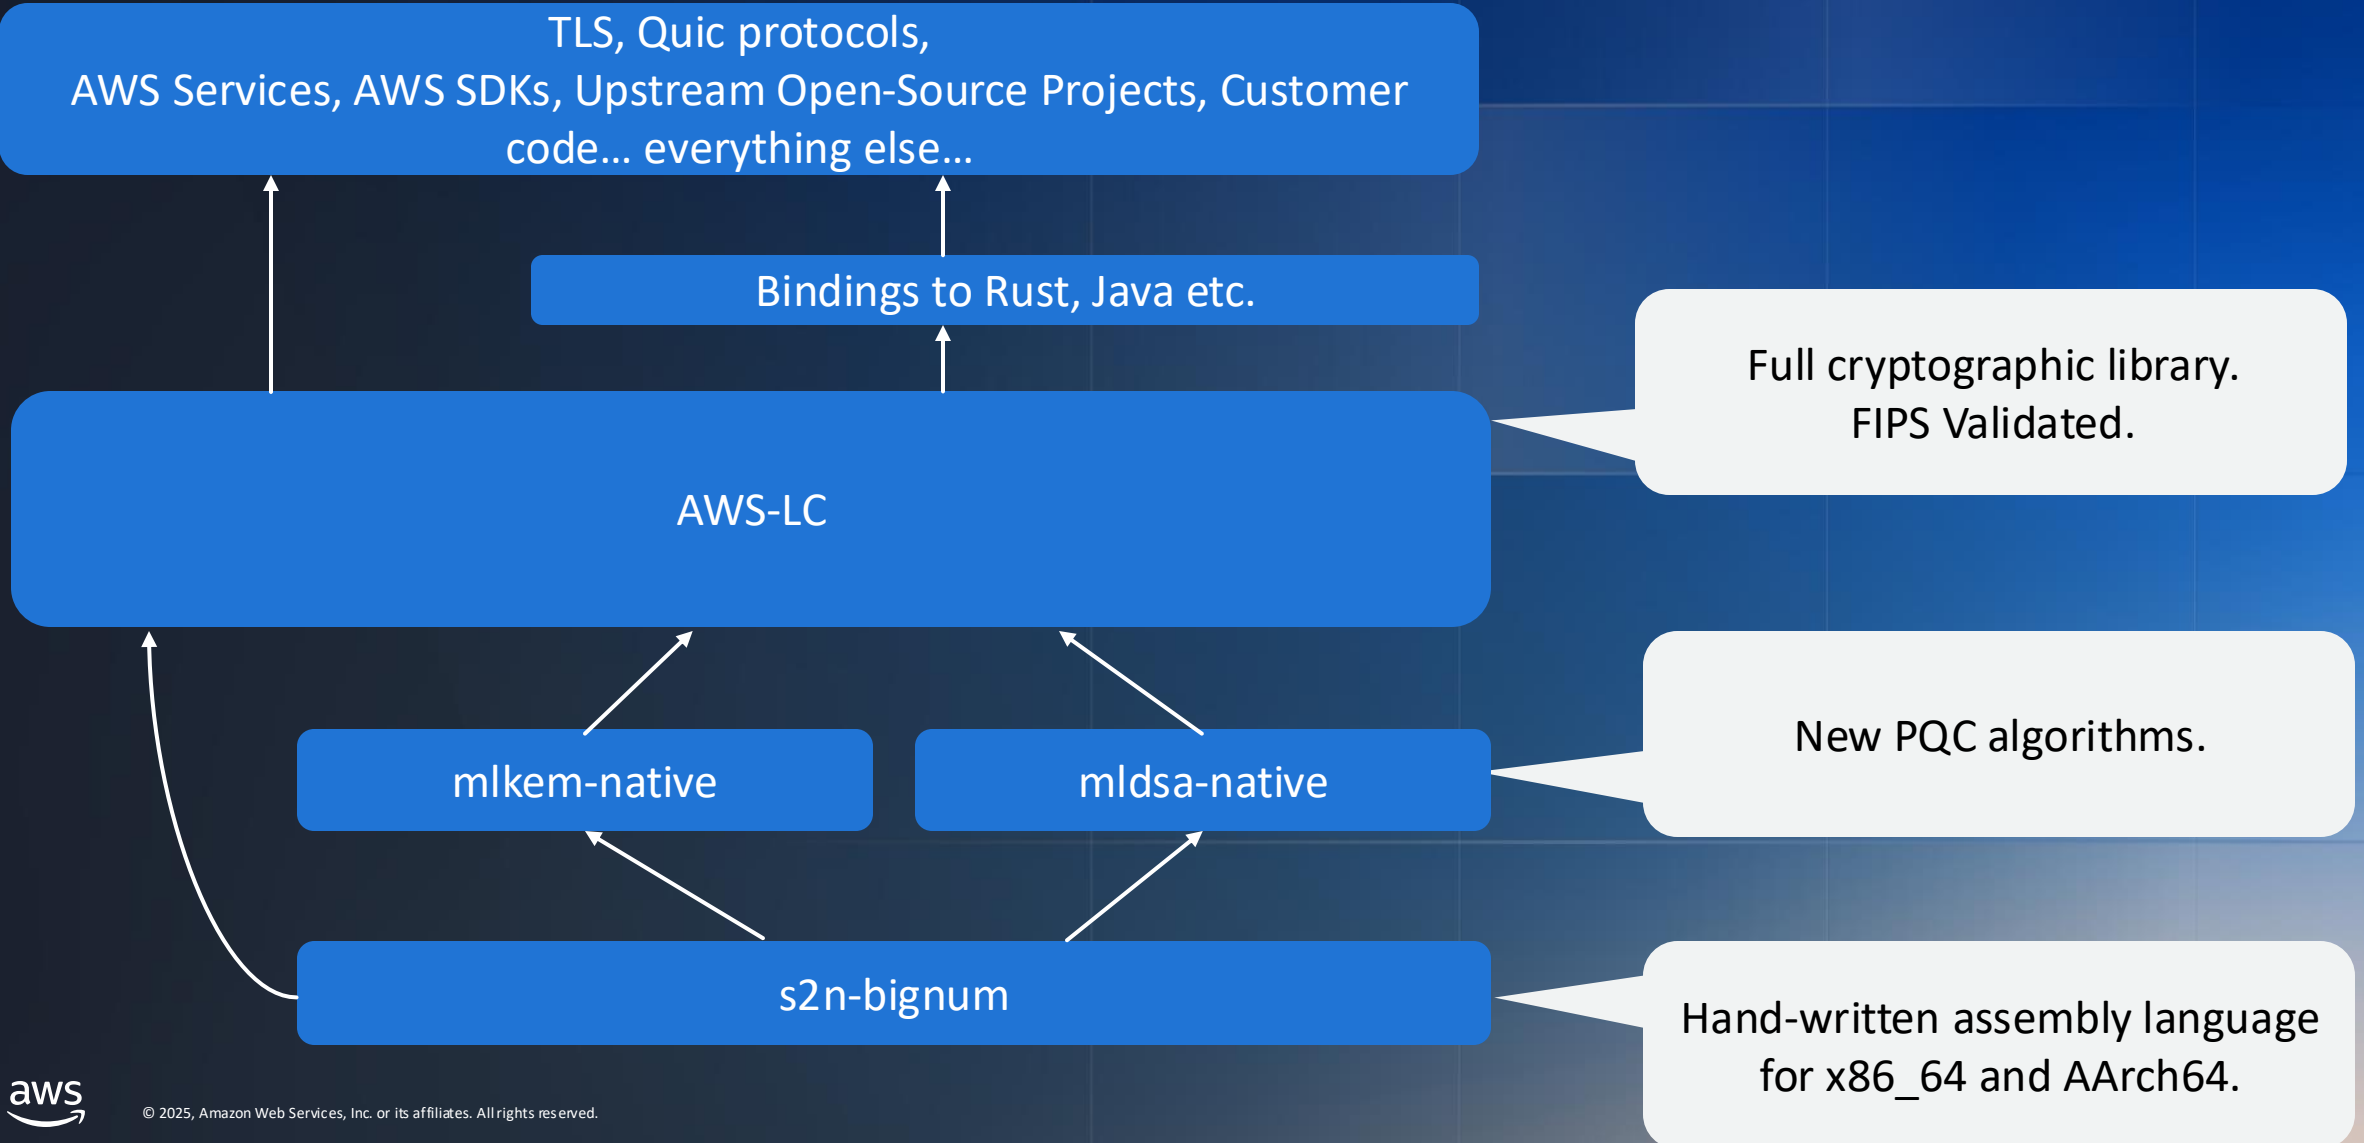 TLS, Quic protocols,
AWS Services, AWS SDKs, Upstream Open-Source Projects, Customer
code... everything else...
Bindings to Rust, Java etc.
Full cryptographic library.
FIPS Validated.
AWS-LC
New PQC algorithms.
mlkem-native
mldsa-native
s2n-bignum
Hand-written assembly language
for x86_64 and AArch64.
aws
© 2025, Amazon Web Services, Inc. or its affiliates. All rights reserved.